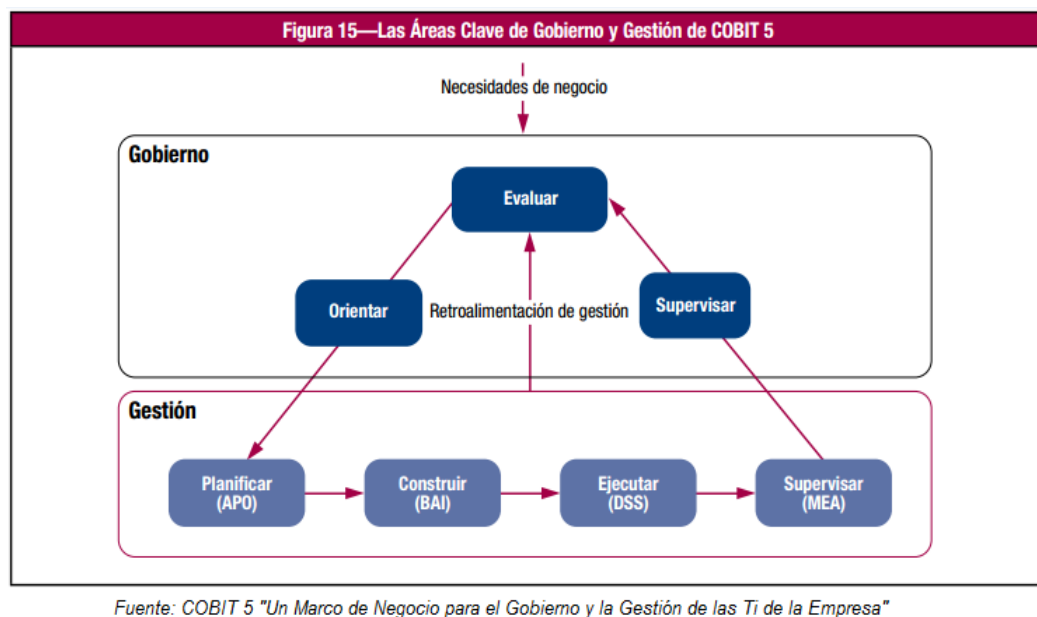 Figura 15—Las Áreas Clave de Gobierno y Gestión de COBIT 5
Necesidades de negocio
Gobierno
Evaluar
Orientar
Retroalimentación de gestión
Supervisar
Gestión
Planificar
(APO)
Construir
(BAI)
Ejecutar
(DSS)
Supervisar
(MEA)
Fuente: COBIT 5 "Un Marco de Negocio para el Gobierno y la Gestión de las Ti de la Empresa"